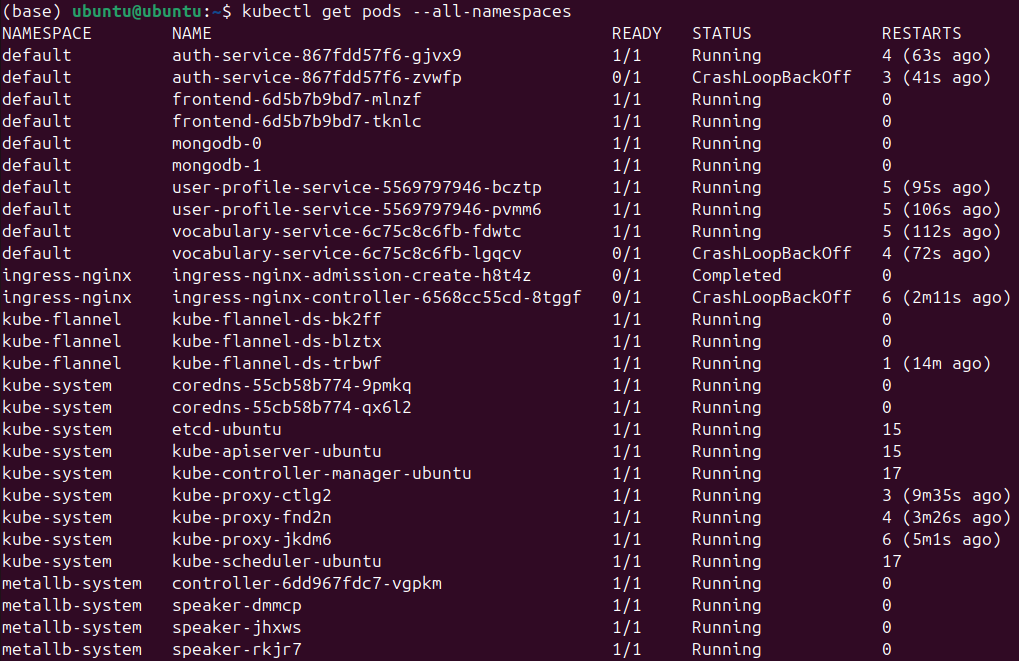 (base) ubuntu@ubuntu:~$ kubectl get pods --all-namespaces
NAMESPACE NAME READY STATUS RESTARTS
default auth-service-867fdd57f6-gjvx9 1/1 Running 4 (63s ago)
default auth-service-867fdd57f6-zvwfp 0/1 CrashLoopBackOff 3 (41s ago)
default frontend-6d5b7b9bd7-mlnzf 1/1 Running 0
default frontend-6d5b7b9bd7-tknlc 1/1 Running 0
default mongodb-0 1/1 Running 0
default mongodb-1 1/1 Running 0
default user-profile-service-5569797946-bcztp 1/1 Running 5 (95s ago)
default user-profile-service-5569797946-pvmm6 1/1 Running 5 (106s ago)
default vocabulary-service-6c75c8c6fb-fdwtc 1/1 Running 5 (112s ago)
default vocabulary-service-6c75c8c6fb-lgqcv 0/1 CrashLoopBackOff 4 (72s ago)
ingress-nginx ingress-nginx-admission-create-h8t4z 0/1 Completed 0
ingress-nginx ingress-nginx-controller-6568cc55cd-8tggf 0/1 CrashLoopBackOff 6 (2m11s ago)
kube-flannel kube-flannel-ds-bk2ff 1/1 Running 0
kube-flannel kube-flannel-ds-blztx 1/1 Running 0
kube-flannel kube-flannel-ds-trbwf 1/1 Running 1 (14m ago)
kube-system coredns-55cb58b774-9pmkq 1/1 Running 0
kube-system coredns-55cb58b774-qx6l2 1/1 Running 0
kube-system etcd-ubuntu 1/1 Running 15
kube-system kube-apiserver-ubuntu 1/1 Running 15
kube-system kube-controller-manager-ubuntu 1/1 Running 17
kube-system kube-proxy-ctlg2 1/1 Running 3 (9m35s ago)
kube-system kube-proxy-fnd2n 1/1 Running 4 (3m26s ago)
kube-system kube-proxy-jkdm6 1/1 Running 6 (5m1s ago)
kube-system kube-scheduler-ubuntu 1/1 Running 17
metallb-system controller-6dd967fdc7-vgpkm 1/1 Running 0
metallb-system speaker-dmmcp 1/1 Running 0
metallb-system speaker-jhxws 1/1 Running 0
metallb-system speaker-rkjr7 1/1 Running 0